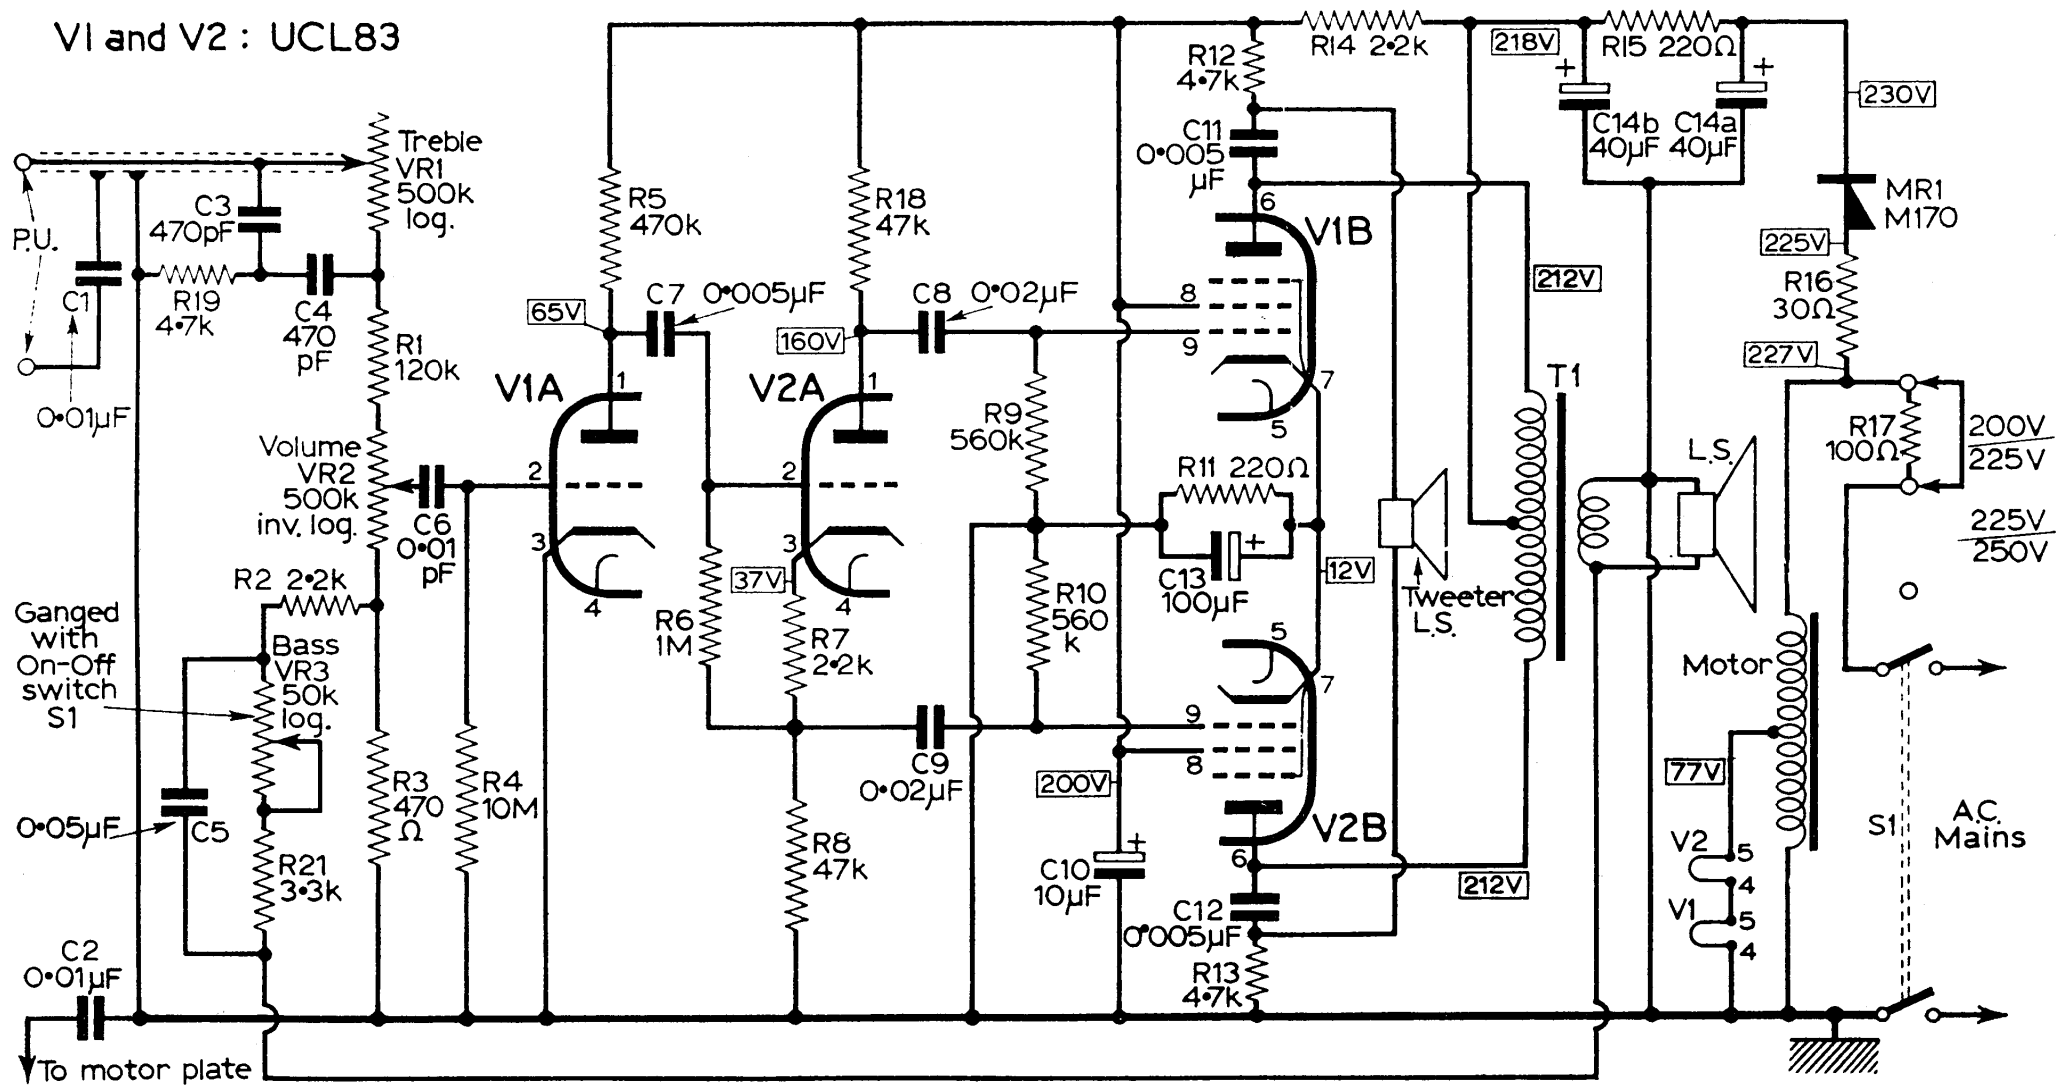 V1 and V2 : UCL83
P.U.
C1
0·01µF
C3
470pF
R19
4·7k
C4
470
pF
Treble
VR1
500k
log.
R1
120k
Volume
VR2
500k
inv. log.
C6
0·01
pF
R2 2·2k
Ganged
with
On-Off
switch
S1
Bass
VR3
50k
log.
0·05µF
C5
R21
3·3k
R3
470
Ω
R4
10M
C2
0·01µF
To motor plate
R5
470k
65V
C7
0·005µF
V1A
1
2
3
4
R18
47k
160V
C8
0·02µF
V2A
1
2
3
4
37V
R6
1M
R7
2·2k
R8
47k
C9
0·02µF
R9
560k
R10
560
k
R11 220Ω
C13
100µF
+
12V
200V
C10
10µF
+
R12
4·7k
C11
0·005
µF
6
V1B
8
9
7
5
5
7
9
8
V2B
6
C12
0·005µF
R13
4·7k
212V
R14 2·2k
218V
R15 220Ω
+
C14b
40µF
+
C14a
40µF
230V
MR1
M170
225V
R16
30Ω
227V
212V
T1
Tweeter
L.S.
L.S.
R17
100Ω
200V
225V
225V
250V
Motor
77V
V2
5
4
V1
5
4
S1
A.C.
Mains